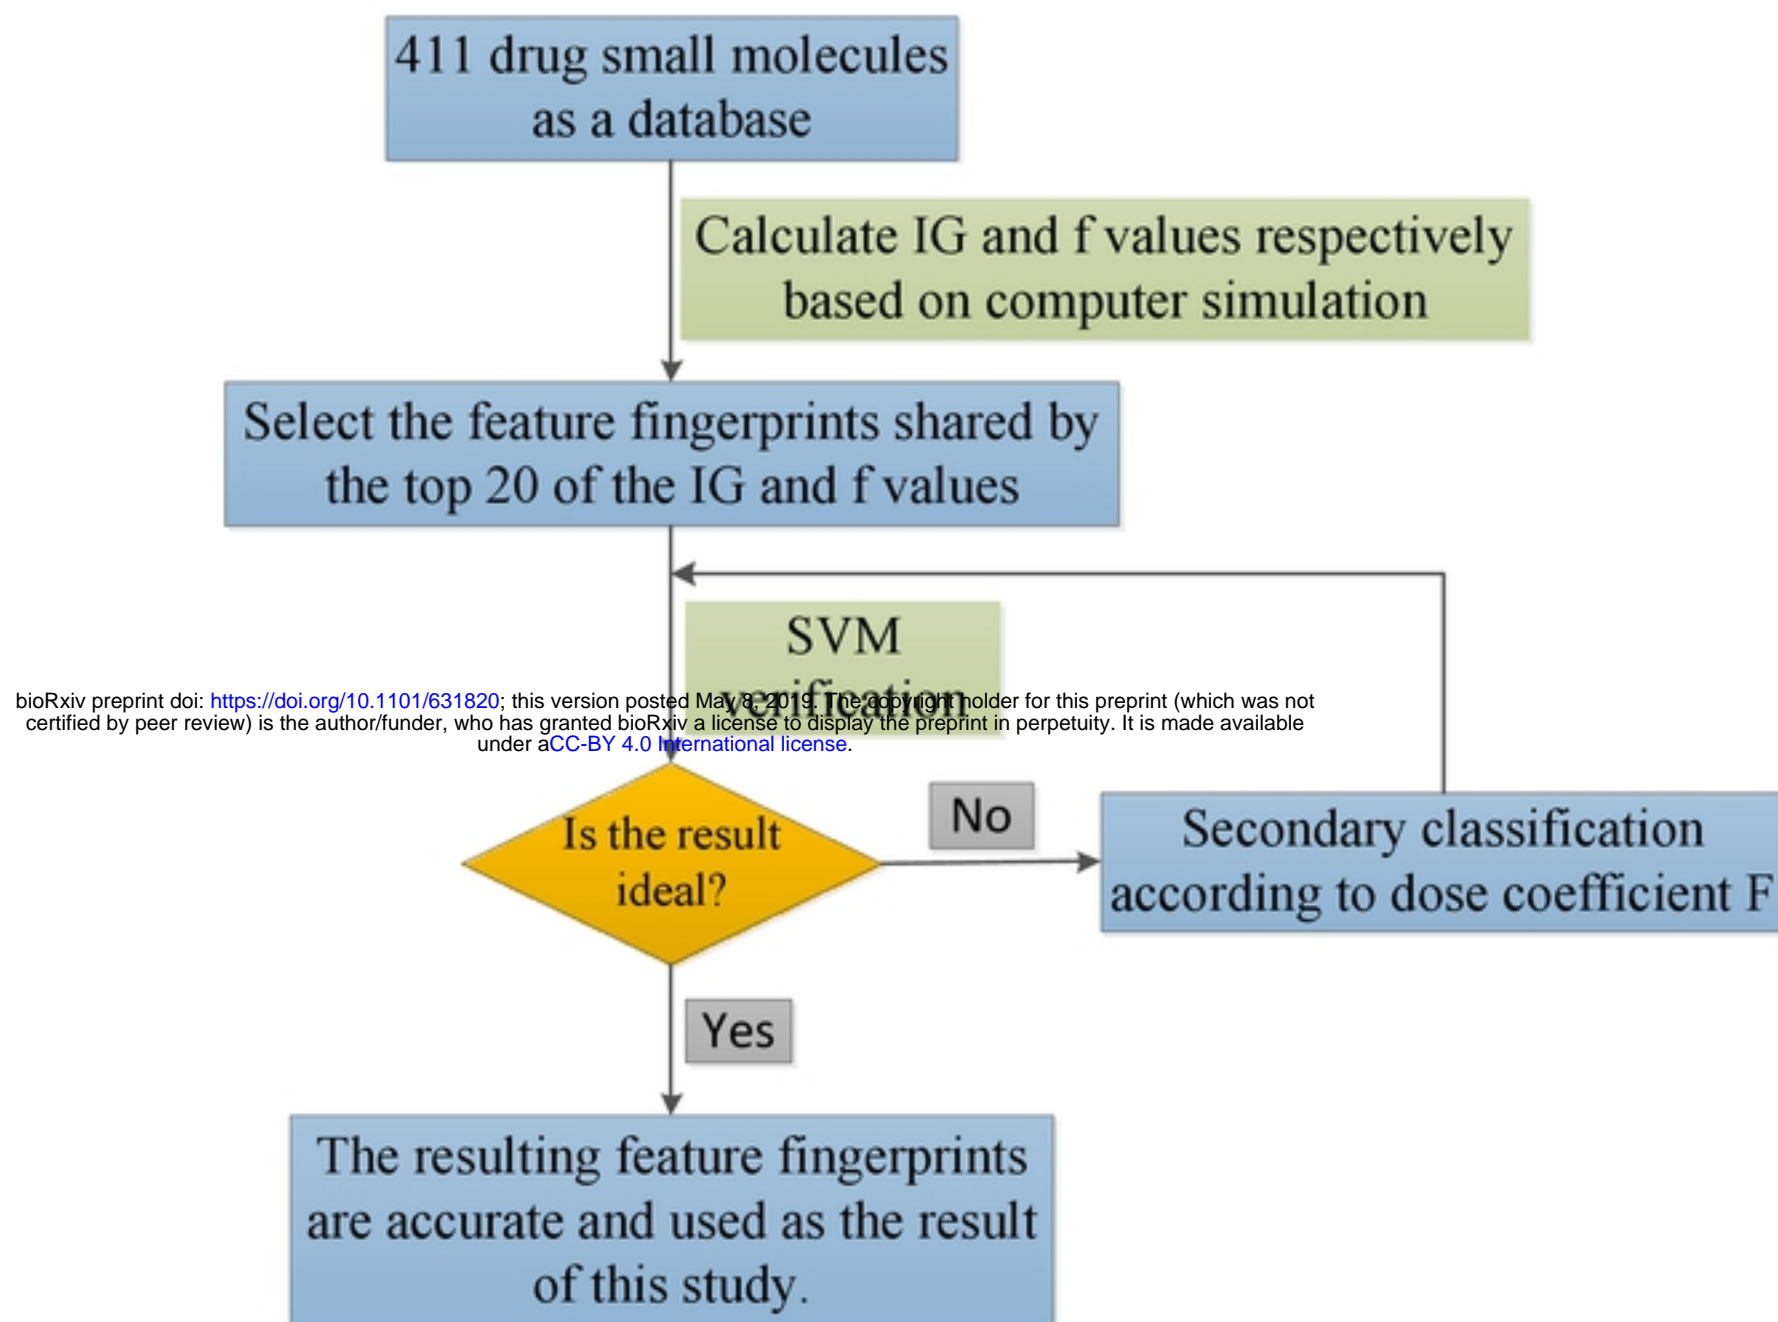 411 drug small molecules
as a database
Calculate IG and f values respectively
based on computer simulation
Select the feature fingerprints shared by
the top 20 of the IG and f values
SVM
verification
bioRxiv preprint doi: https://doi.org/10.1101/631820; this version posted May 8, 2019. The copyright holder for this preprint (which was not
certified by peer review) is the author/funder, who has granted bioRxiv a license to display the preprint in perpetuity. It is made available
under aCC-BY 4.0 International license.
Is the result
ideal?
No
Secondary classification
according to dose coefficient F
Yes
The resulting feature fingerprints
are accurate and used as the result
of this study.